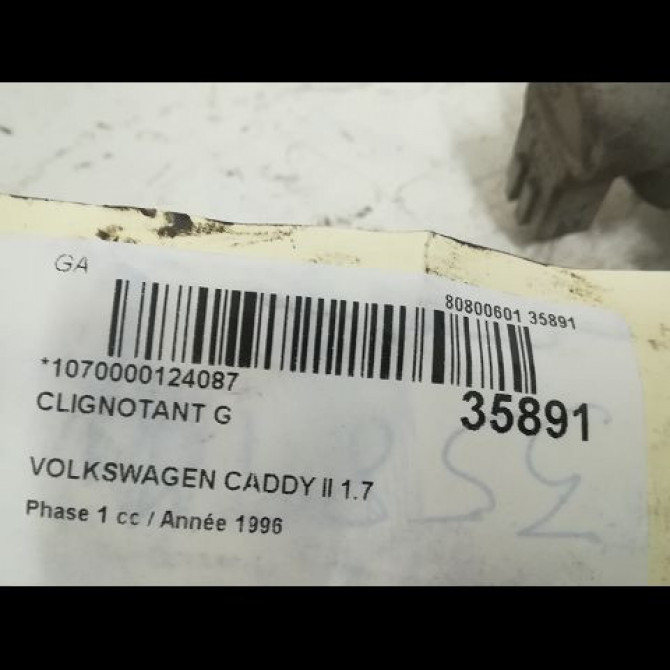 GA
80800601 35891
*1070000124087
35891
CLIGNOTANT G
VOLKSWAGEN CADDY II 1.7
Phase 1 cc / Année 1996